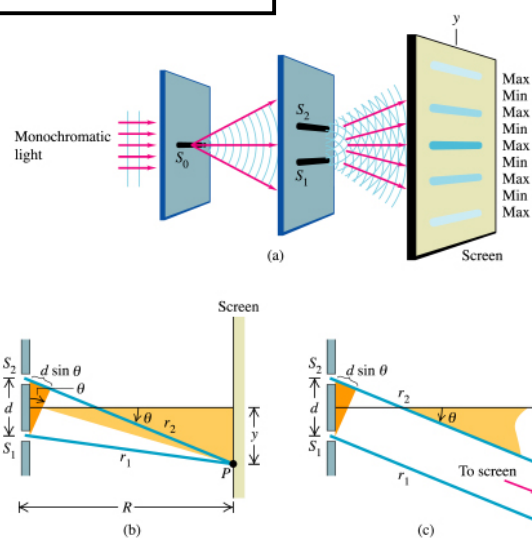 y
Monochromatic
light
S0
S2
S1
Max
Min
Max
Min
Max
Min
Max
Min
Max
Screen
(a)
Screen
S2
d sin θ
θ
d
θ
r2
y
S1
r1
P
R
(b)
S2
d sin θ
r2
d
θ
S1
r1
To screen
(c)